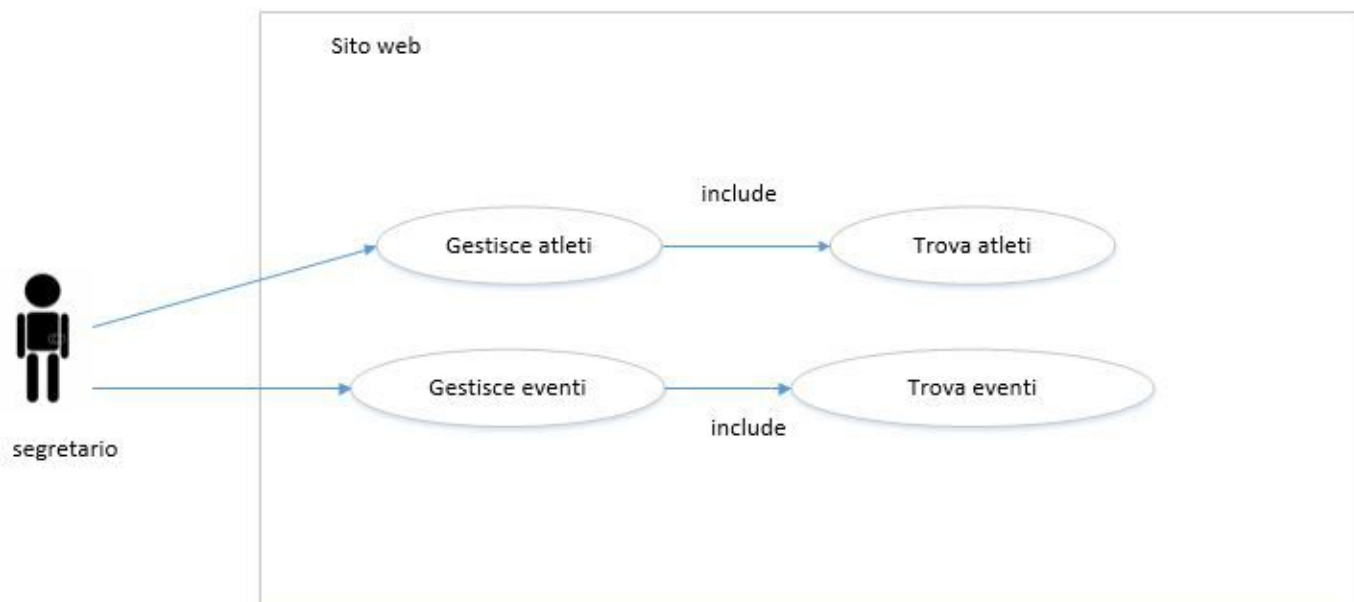 Sito web
include
Gestisce atleti
Trova atleti
Gestisce eventi
Trova eventi
include
segretario